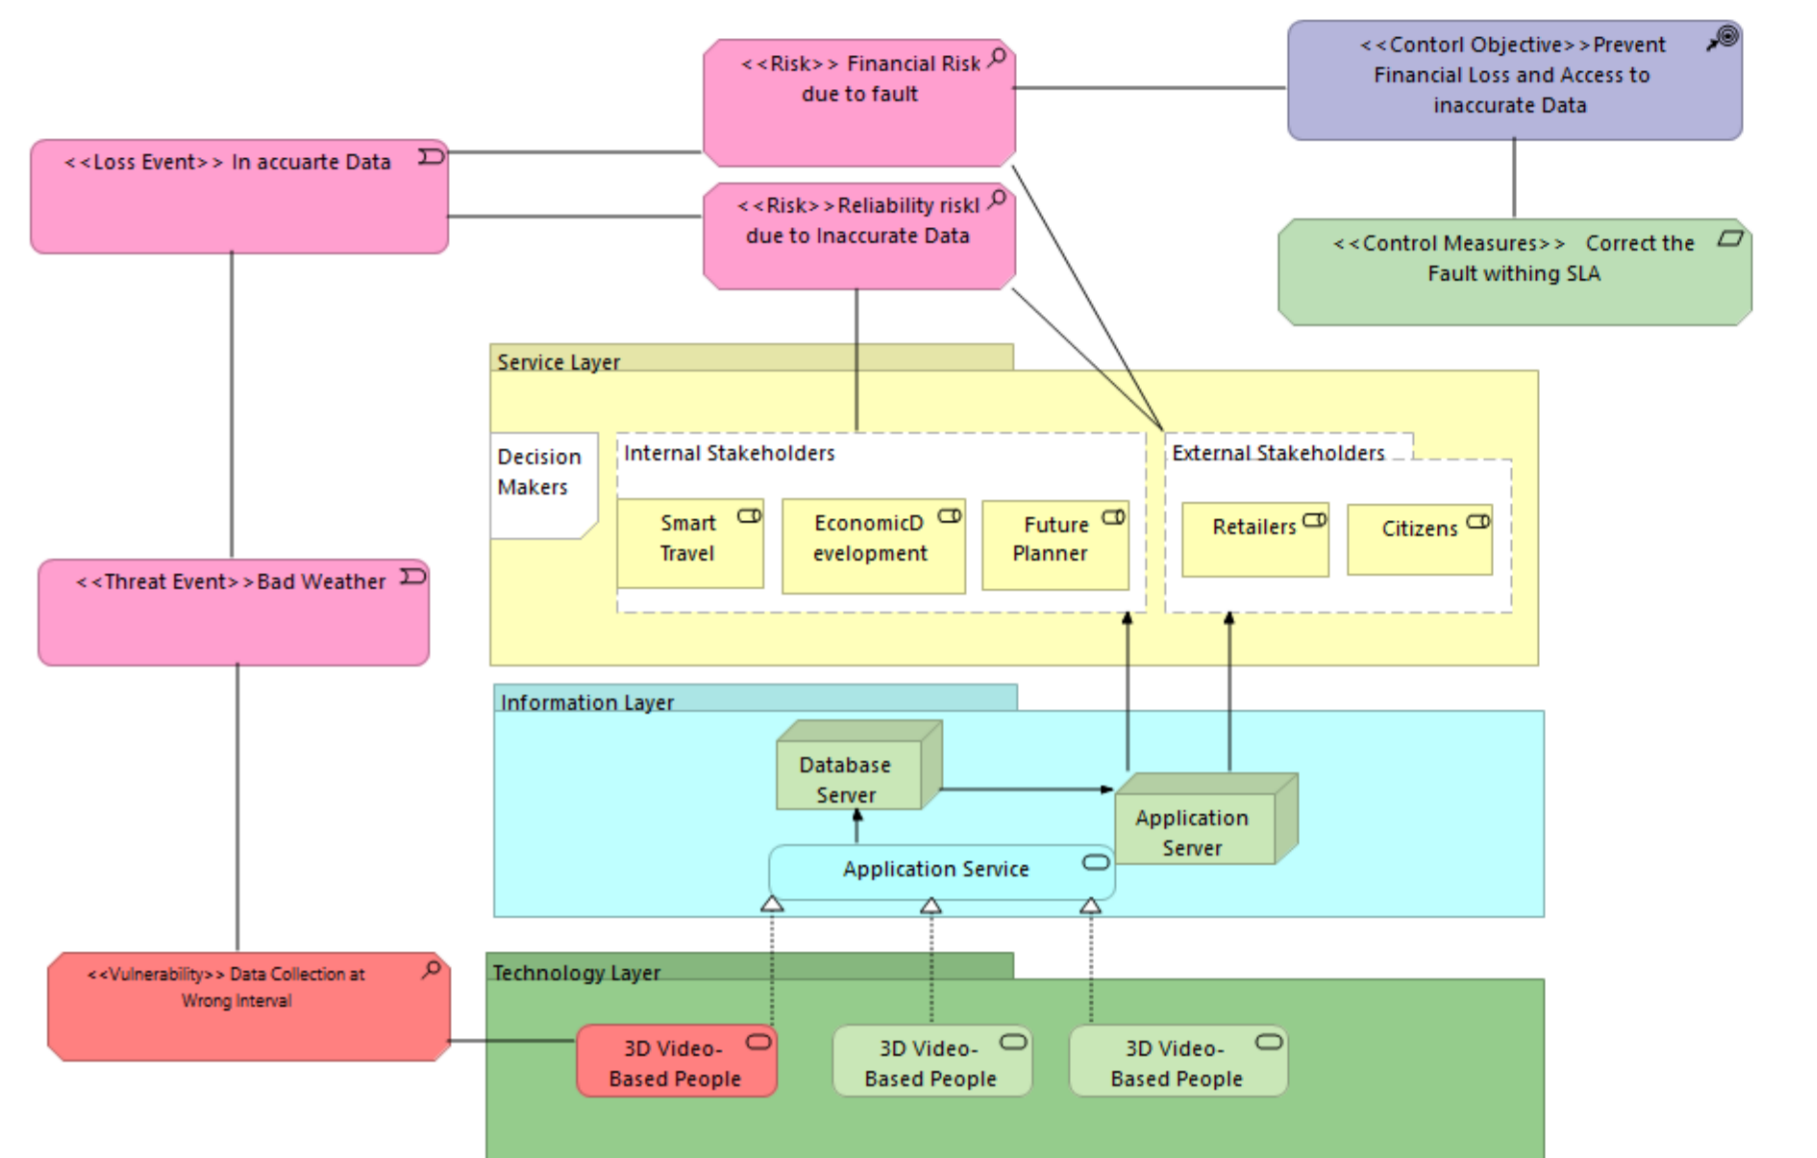 <<Risk>> Financial Risk
due to fault
<<Contorl Objective>>Prevent
Financial Loss and Access to
inaccurate Data
<<Loss Event>> In accuarte Data
<<Risk>>Reliability riskl
due to Inaccurate Data
<<Control Measures>> Correct the
Fault withing SLA
Service Layer
Decision
Makers
Internal Stakeholders
External Stakeholders
Smart
Travel
EconomicD
evelopment
Future
Planner
Retailers
Citizens
<<Threat Event>>Bad Weather
Information Layer
Database
Server
Application
Server
Application Service
<<Vulnerability>> Data Collection at
Wrong Interval
Technology Layer
3D Video-
Based People
3D Video-
Based People
3D Video-
Based People